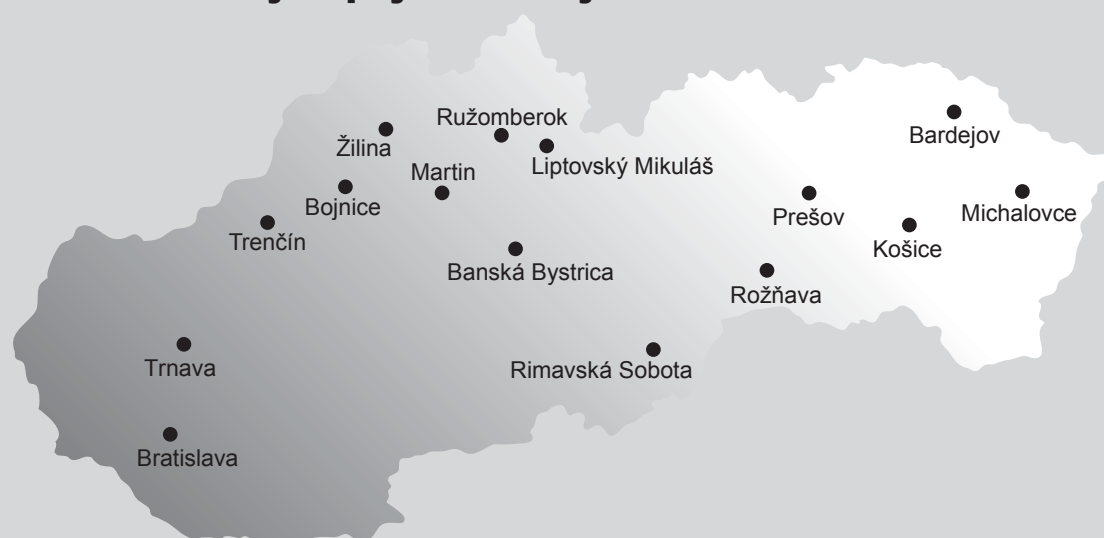 Ružomberok
Bardejov
Žilina
Liptovský Mikuláš
Martin
Bojnice
Prešov
Michalovce
Trenčín
Košice
Banská Bystrica
Rožňava
Trnava
Rimavská Sobota
Bratislava